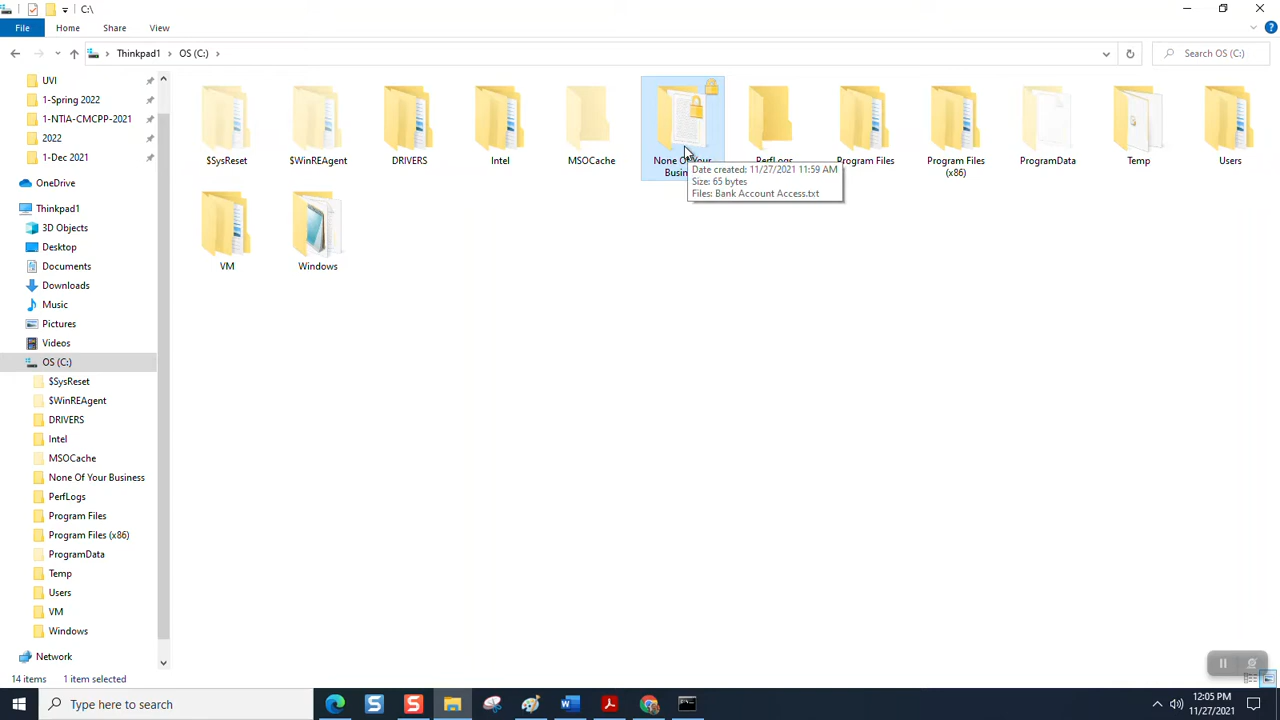 C:\
File
Home
Share
View
Thinkpad1
OS (C:)
Search OS (C:)
UVI
1-Spring 2022
1-NTIA-CMCPP-2021
2022
1-Dec 2021
OneDrive
Thinkpad1
3D Objects
Desktop
Documents
Downloads
Music
Pictures
Videos
OS (C:)
$SysReset
$WinREAgent
DRIVERS
Intel
MSOCache
None Of Your Business
PerfLogs
Program Files
Program Files (x86)
ProgramData
Temp
Users
VM
Windows
Network
$SysReset
$WinREAgent
DRIVERS
Intel
MSOCache
None Of Your
Busin
PerfLogs
Program Files
Program Files
(x86)
ProgramData
Temp
Users
Date created: 11/27/2021 11:59 AM
Size: 65 bytes
Files: Bank Account Access.txt
VM
Windows
14 items
1 item selected
Type here to search
12:05 PM
11/27/2021